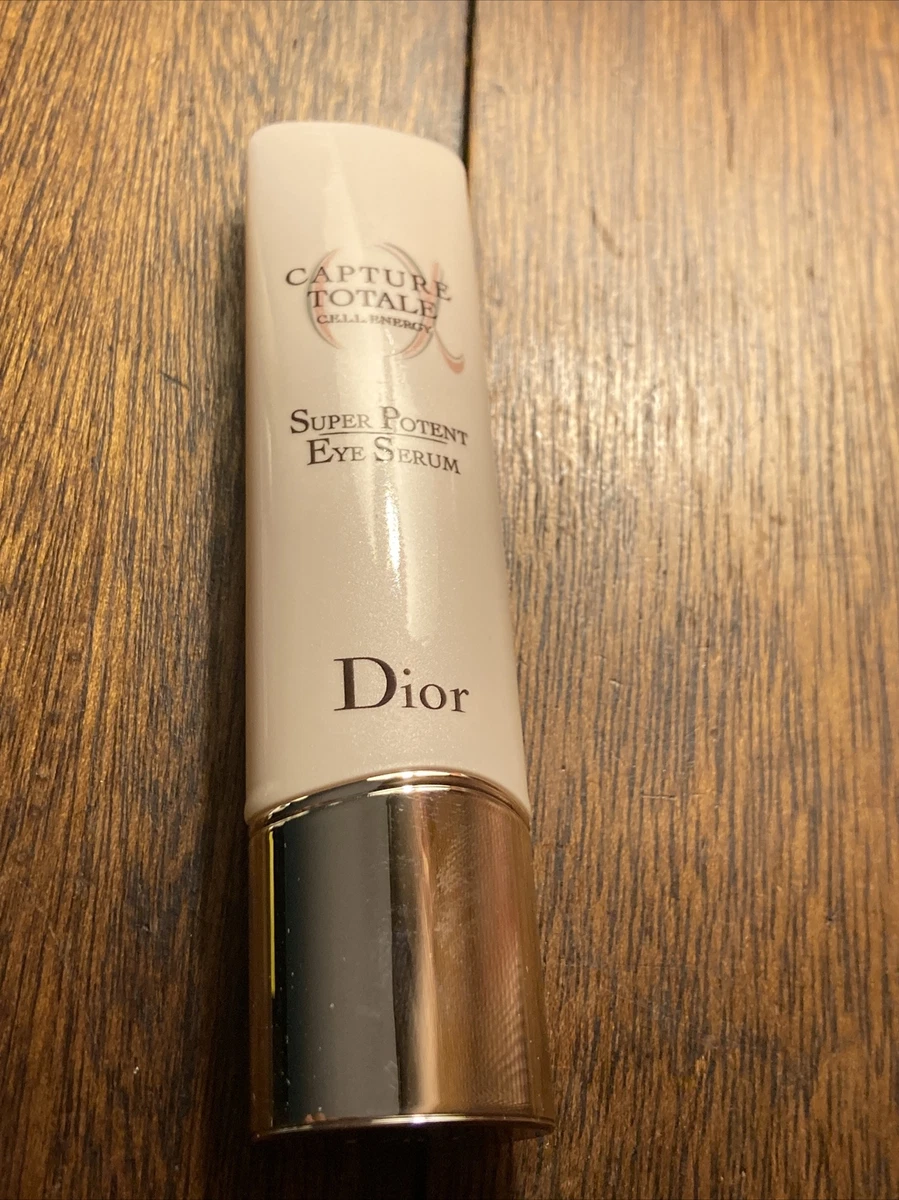 CAPTURE
TOTALE
C.E.L.L. ENERGY
SUPER POTENT
EYE SERUM
Dior